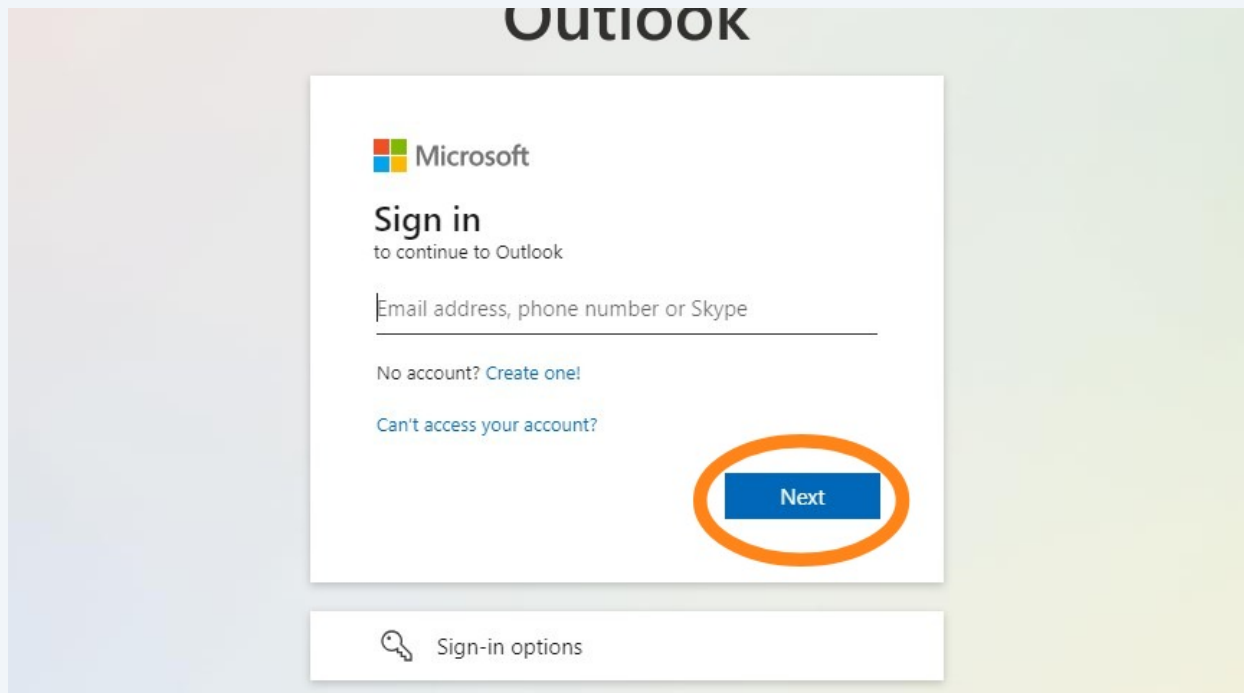 Outlook
Microsoft
Sign in
to continue to Outlook
Email address, phone number or Skype
No account? Create one!
Can't access your account?
Next
Sign-in options